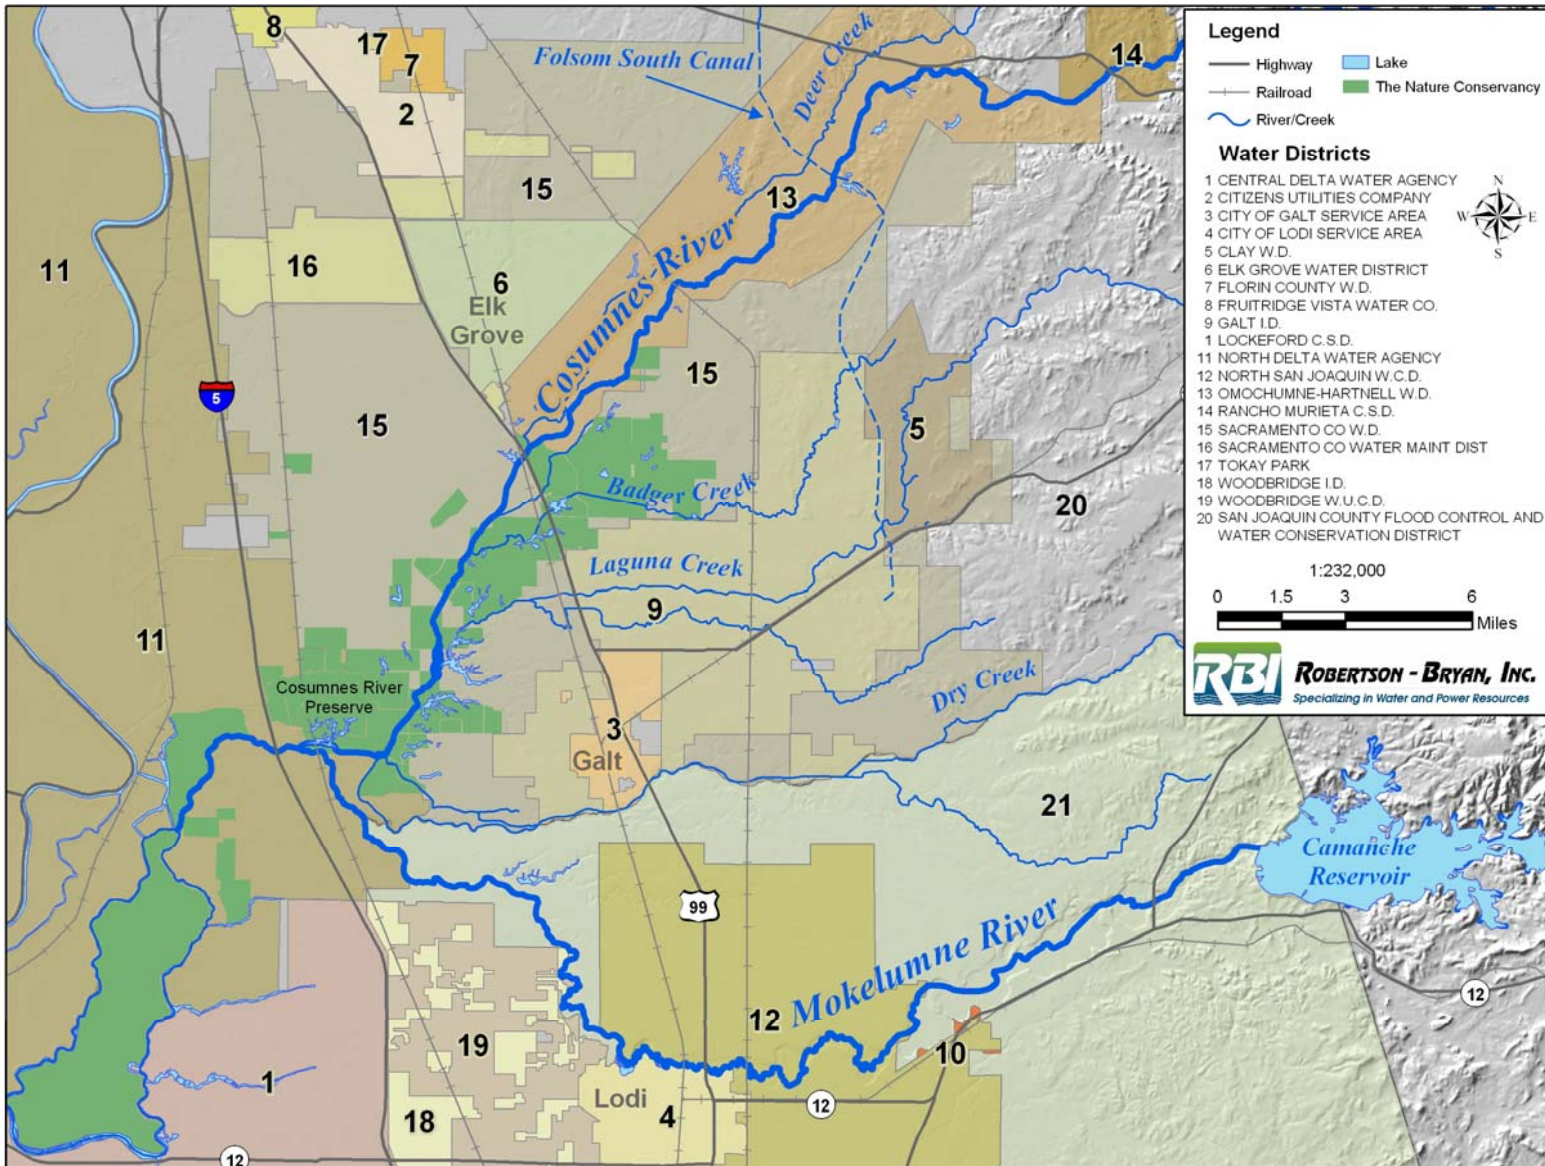 8
17
7
2
Folsom South Canal
Deer Creek
14
15
13
11
16
6
Elk
Grove
Cosumnes River
5
15
15
5
Badger Creek
20
Laguna Creek
9
11
Cosumnes River
Preserve
Dry Creek
3
Galt
21
Camanche
Reservoir
99
Mokelumne River
12
12
19
10
1
Lodi
4
18
12
12
Legend
Highway
Railroad
River/Creek
Lake
The Nature Conservancy
Water Districts
N
W E
S
1 CENTRAL DELTA WATER AGENCY
2 CITIZENS UTILITIES COMPANY
3 CITY OF GALT SERVICE AREA
4 CITY OF LODI SERVICE AREA
5 CLAY W.D.
6 ELK GROVE WATER DISTRICT
7 FLORIN COUNTY W.D.
8 FRUITRIDGE VISTA WATER CO.
9 GALT I.D.
1 LOCKEFORD C.S.D.
11 NORTH DELTA WATER AGENCY
12 NORTH SAN JOAQUIN W.C.D.
13 OMOCHUMNE-HARTNELL W.D.
14 RANCHO MURIETA C.S.D.
15 SACRAMENTO CO W.D.
16 SACRAMENTO CO WATER MAINT DIST
17 TOKAY PARK
18 WOODBRIDGE I.D.
19 WOODBRIDGE W.U.C.D.
20 SAN JOAQUIN COUNTY FLOOD CONTROL AND
WATER CONSERVATION DISTRICT
1:232,000
0 1.5 3 6
Miles
RBI ROBERTSON - BRYAN, INC.
Specializing in Water and Power Resources